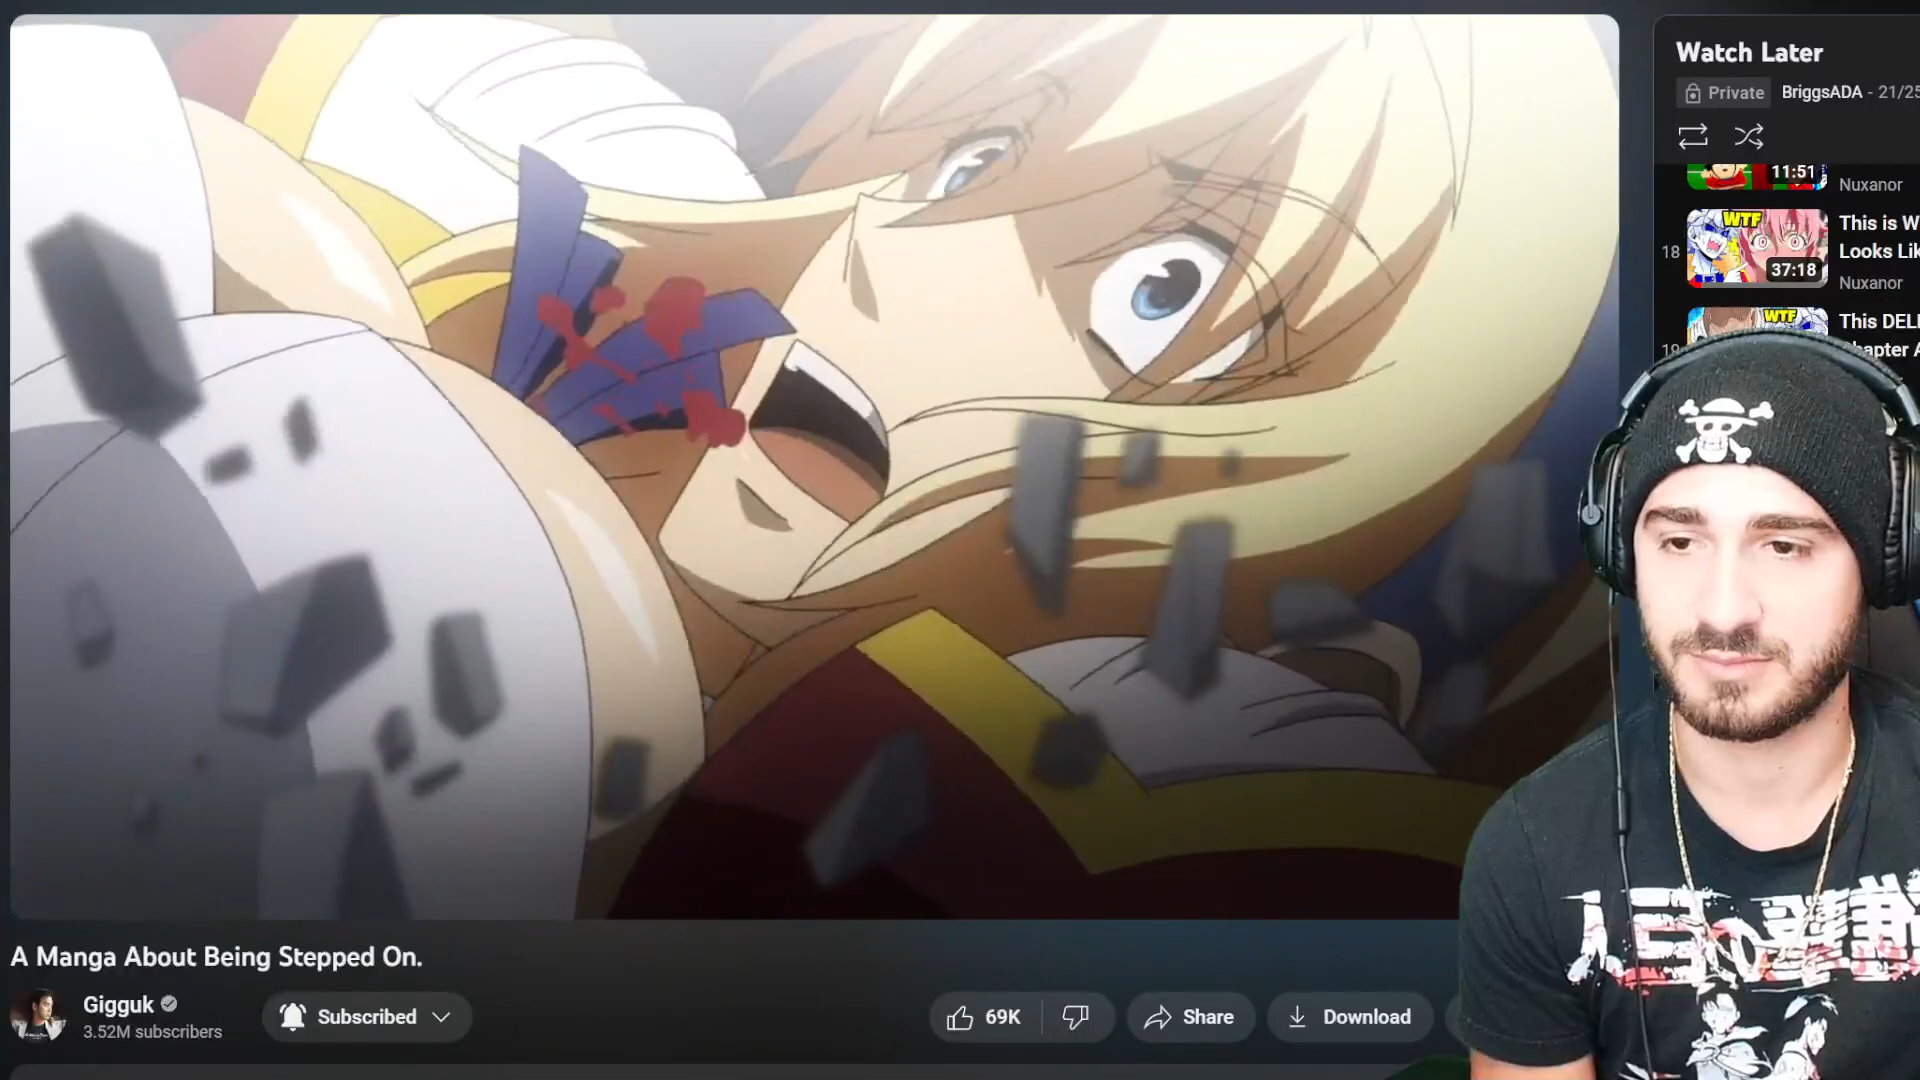 Watch Later
Private BriggsADA - 21/25
11:51
Nuxanor
18
WTF
37:18
This is W
Looks Lik
Nuxanor
WTF
This DEL
hapter A
A Manga About Being Stepped On.
Gigguk
3.52M subscribers
Subscribed
69K
Share
Download